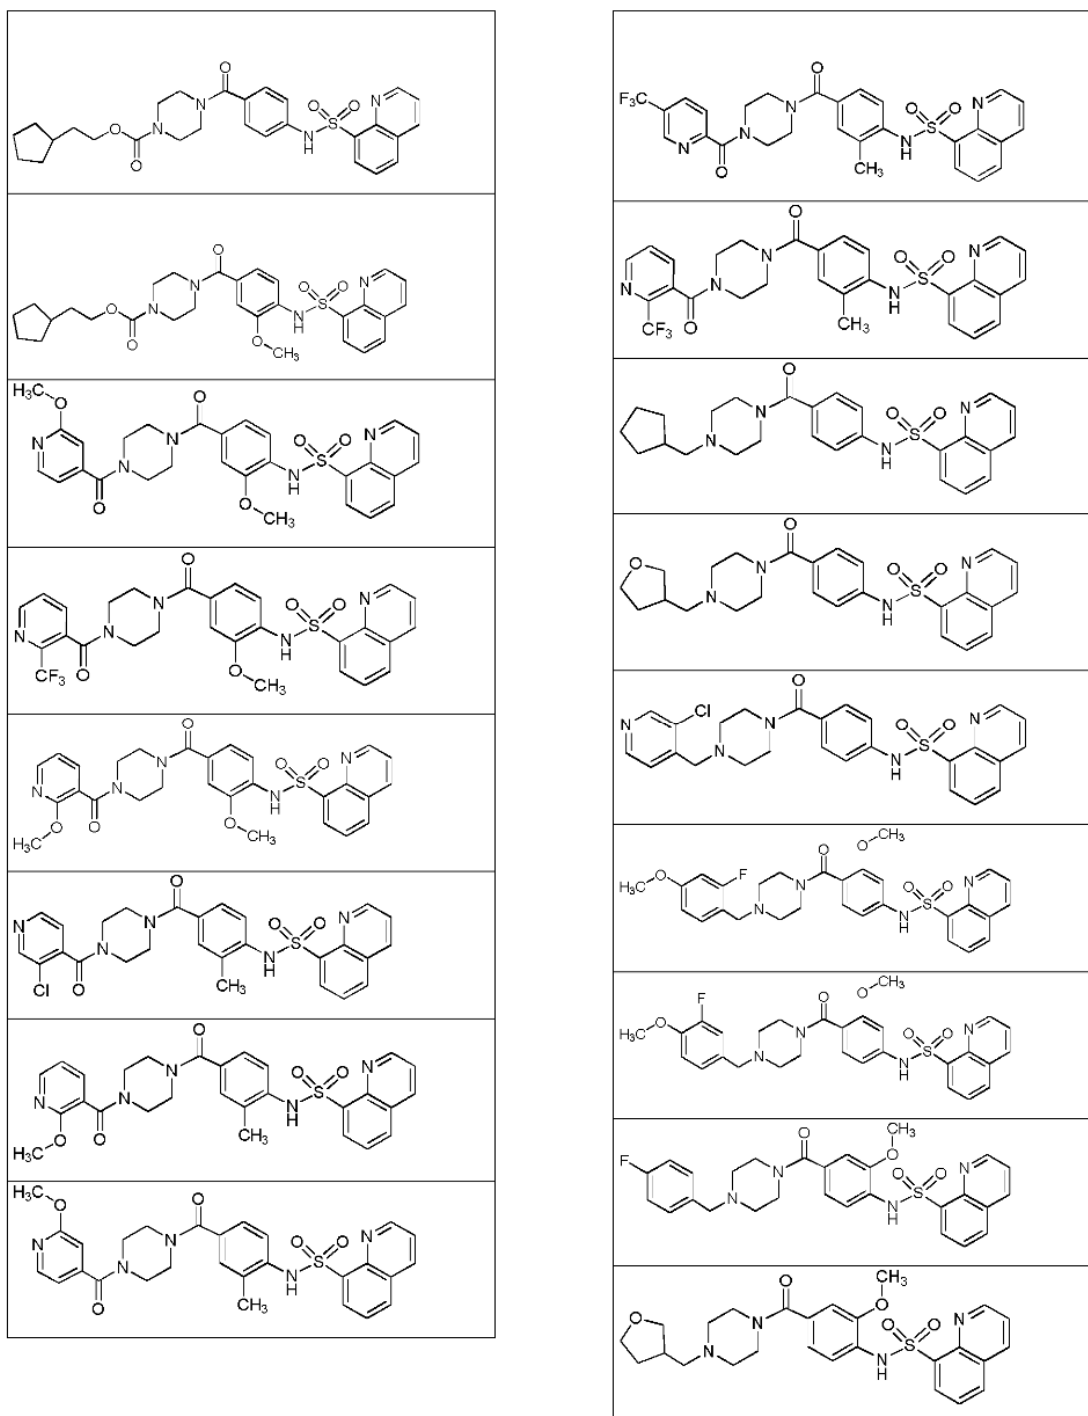 O
N O O N
S
O N N
H
O
O
N O O N
S
O N N
H
O O CH₃
H₃C
O O
N O O N
N S
N N
H
O O
CH₃
O
N O O N
S
N N N
H
CF₃ O O
CH₃
O
N O O N
S
N N N
H
O O O
H₃C CH₃
O
N N O O N
S
N N
H
Cl O CH₃
O
N O O N
S
N N N
H
O O CH₃
H₃C
H₃C O
O
N O O N
N S
N N
H
O CH₃
O
F₃C N O O N
S
N N N
H
O CH₃
O
N O O N
S
N N N
H
CF₃ O CH₃
O
N O O N
S
N N
H
O
O N O O N
S
N N
H
O
Cl N O O N
N S
N N
H
O O CH₃
O F N O O N
H₃C S
N N
H
F O O CH₃
H₃C O N O O N
S
N N
H
CH₃
O O
F N O O N
S
N N
H
O CH₃
O
O N O O N
S
N N
H